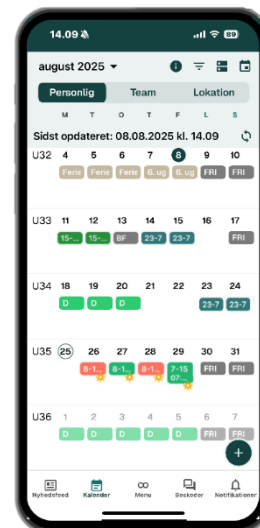 14.09 89
august 2025
Personlig Team Lokation
M T O T F L S
Sidst opdateret: 08.08.2025 kl. 14.09
U32 4 5 6 7 8 9 10
Ferie Ferie Ferie 6. ug 6. ug FRI FRI
U33 11 12 13 14 15 16 17
15-... 15-... BF 23-7 23-7 FRI
U34 18 19 20 21 22 23 24
D D D 23-7 23-7
U35 25 26 27 28 29 30 31
8-1... 8-1... 8-1... 7-15 FRI FRI
07:...
U36 1 2 3 4 5 6 7
D D D D D FRI FRI
Nyhedsfeed Kalender Menu Beskeder Notifikationer